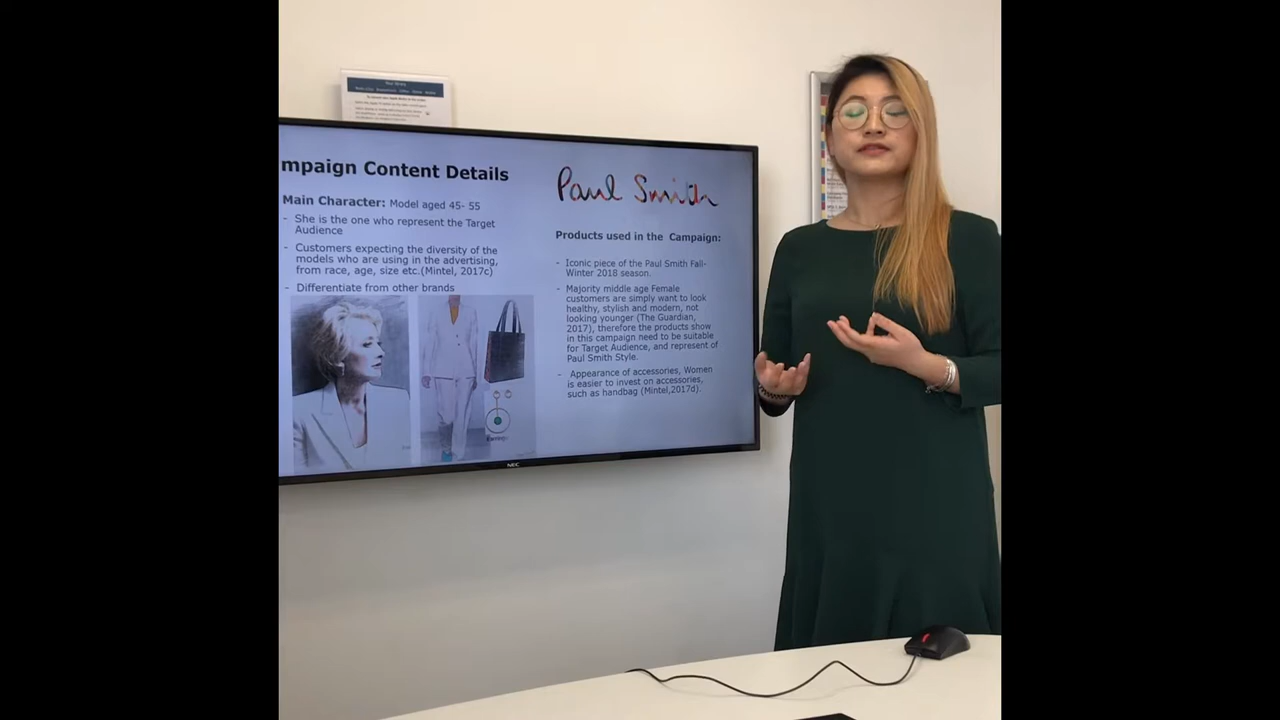 mpaign Content Details
Main Character: Model aged 45- 55
- She is the one who represent the Target
Audience
- Customers expecting the diversity of the
models who are using in the advertising,
from race, age, size etc.(Mintel, 2017c)
- Differentiate from other brands
Paul Smith
Products used in the Campaign:
- Iconic piece of the Paul Smith Fall-
Winter 2018 season.
- Majority middle age Female
customers are simply want to look
healthy, stylish and modern, not
looking younger (The Guardian,
2017), therefore the products show
in this campaign need to be suitable
for Target Audience, and represent of
Paul Smith Style.
- Appearance of accessories, Women
is easier to invest on accessories,
such as handbag (Mintel,2017d).
NEC